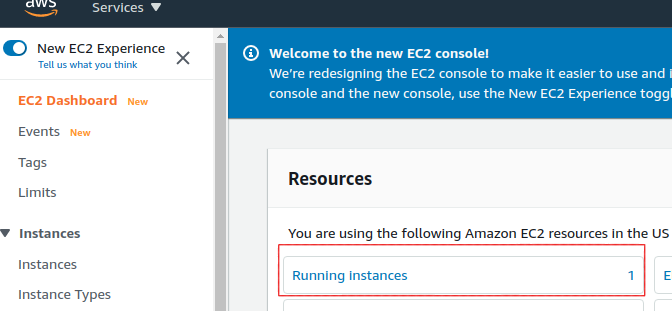 aws
Services
New EC2 Experience
Tell us what you think
EC2 Dashboard New
Events New
Tags
Limits
Instances
Instances
Instance Types
Welcome to the new EC2 console!
We're redesigning the EC2 console to make it easier to use and i
console and the new console, use the New EC2 Experience toggl
Resources
You are using the following Amazon EC2 resources in the US
Running instances 1
E